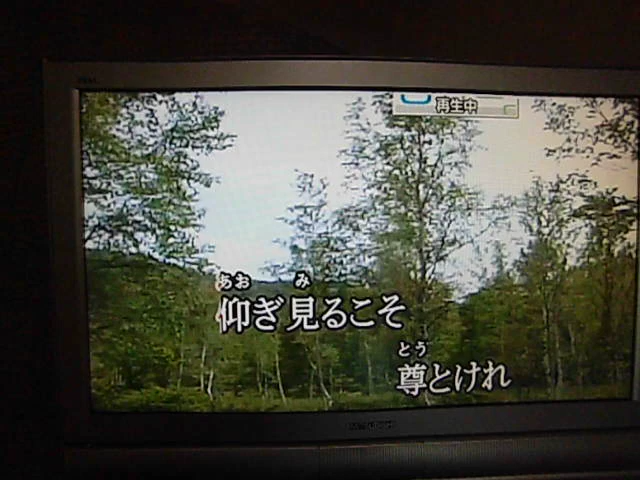 再生中
あお み
仰ぎ見るこそ
とう
尊とけれ